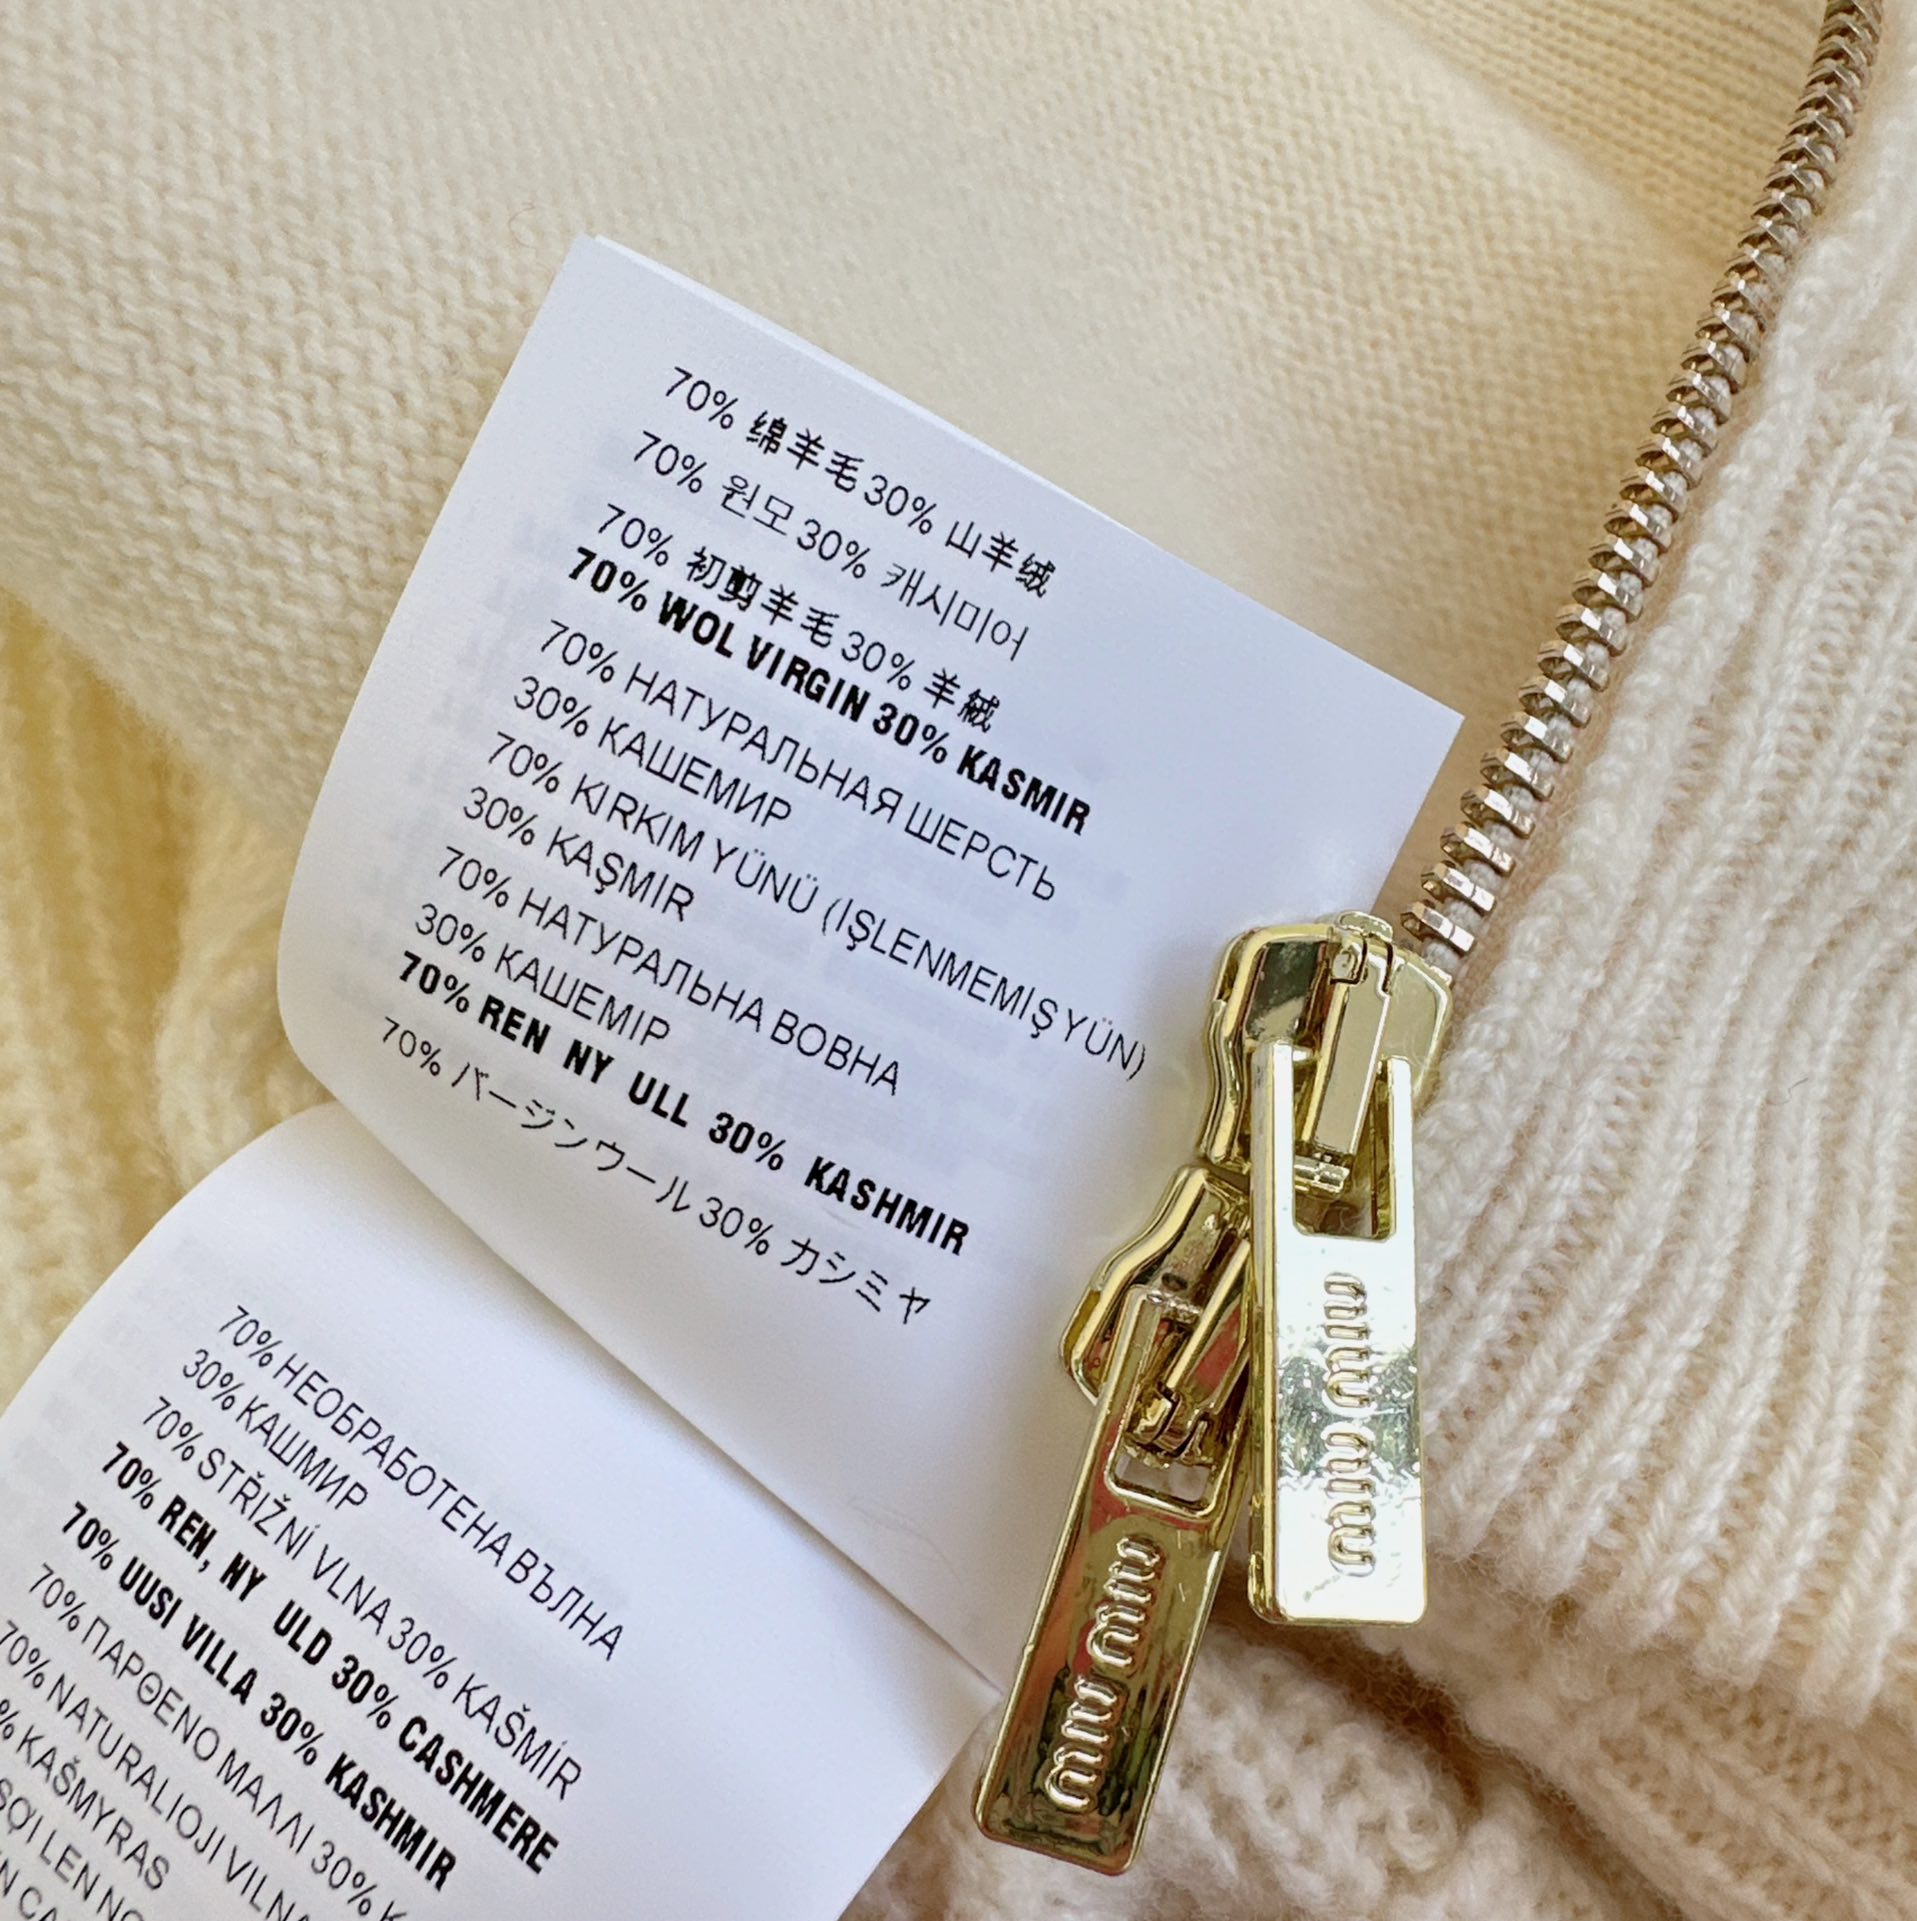 70% 绵羊毛 30% 山羊绒
70% 원모 30% 캐시미어
70% 初剪羊毛 30% 羊絨
70% WOL VIRGIN 30% KASMIR
70% НАТУРАЛЬНАЯ ШЕРСТЬ
30% КАШЕМИР
70% KIRKIM YÜNÜ (IŞLENMEMIŞ YÜN)
30% KAŞMIR
70% НАТУРАЛЬНА ВОВНА
30% КАШЕМІР
70% REN NY ULL 30% KASHMIR
70% バージンウール 30% カシミヤ
70% НЕОБРАБОТЕНА ВЪЛНА
30% КАШМИР
70% STŘIŽNÍ VLNA 30% KAŠMÍR
70% REN, NY ULD 30% CASHMERE
70% UUSI VILLA 30% KASHMIR
70% ΠΑΡΘΕΝΟ ΜΑΛΛΙ 30%
70% NATURALIOJI VILNA
% KAŠMYRAS
LEN
miu miu
miu miu